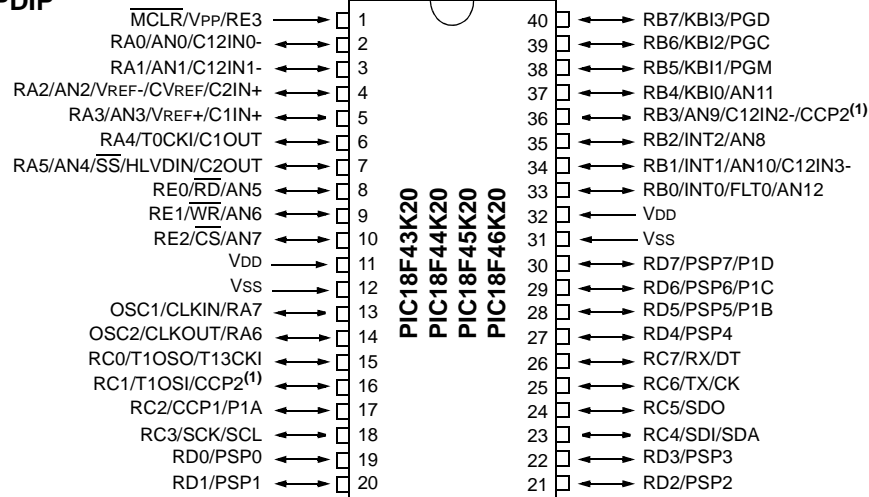 PDIP
MCLR/VPP/RE3 1
RA0/AN0/C12IN0- 2
RA1/AN1/C12IN1- 3
RA2/AN2/VREF-/CVREF/C2IN+ 4
RA3/AN3/VREF+/C1IN+ 5
RA4/T0CKI/C1OUT 6
RA5/AN4/SS/HLVDIN/C2OUT 7
RE0/RD/AN5 8
RE1/WR/AN6 9
RE2/CS/AN7 10
VDD 11
VSS 12
OSC1/CLKIN/RA7 13
OSC2/CLKOUT/RA6 14
RC0/T1OSO/T13CKI 15
RC1/T1OSI/CCP2(1) 16
RC2/CCP1/P1A 17
RC3/SCK/SCL 18
RD0/PSP0 19
RD1/PSP1 20
PIC18F43K20
PIC18F44K20
PIC18F45K20
PIC18F46K20
40 RB7/KBI3/PGD
39 RB6/KBI2/PGC
38 RB5/KBI1/PGM
37 RB4/KBI0/AN11
36 RB3/AN9/C12IN2-/CCP2(1)
35 RB2/INT2/AN8
34 RB1/INT1/AN10/C12IN3-
33 RB0/INT0/FLT0/AN12
32 VDD
31 VSS
30 RD7/PSP7/P1D
29 RD6/PSP6/P1C
28 RD5/PSP5/P1B
27 RD4/PSP4
26 RC7/RX/DT
25 RC6/TX/CK
24 RC5/SDO
23 RC4/SDI/SDA
22 RD3/PSP3
21 RD2/PSP2